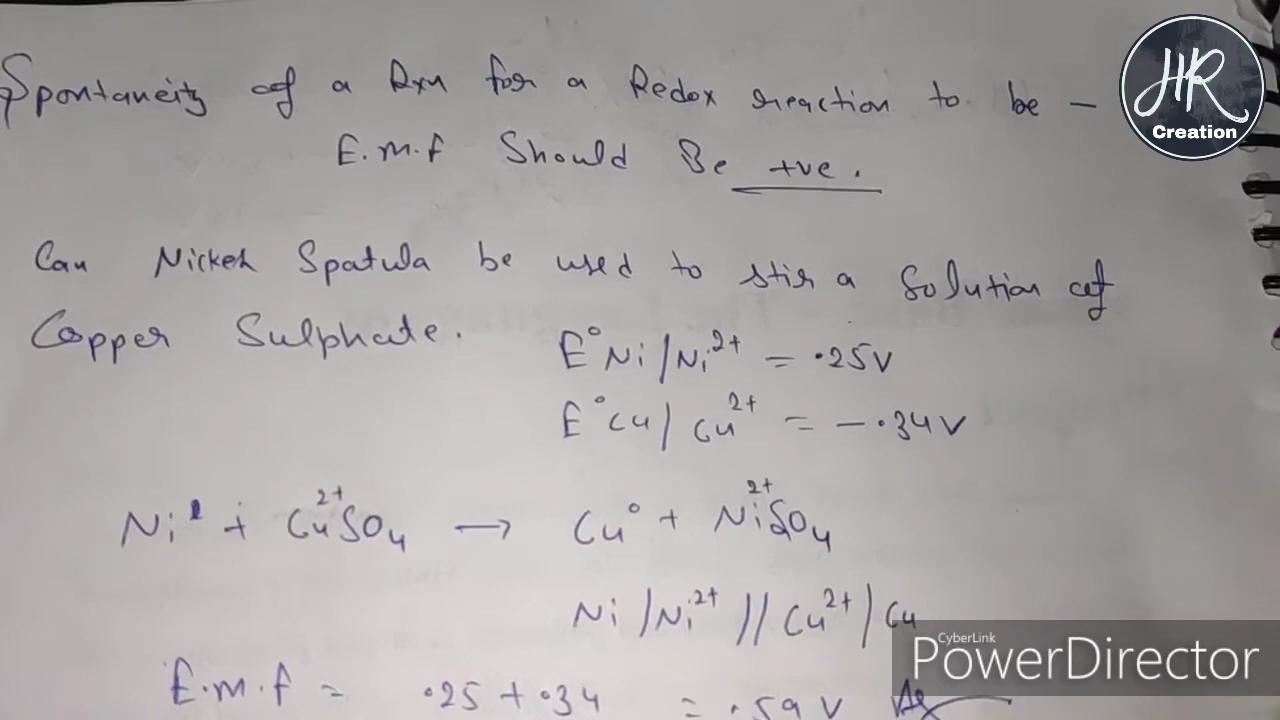 Spontaneity of a Rxn for a Redox reaction to be -
E.m.f Should Be +ve.
Can Nickel Spatula be used to stir a Solution of
Copper Sulphate.
E° Ni/Ni²⁺ = .25V
E° Cu/Cu²⁺ = - .34V
Ni° + Cu²⁺SO₄ → Cu° + Ni²⁺SO₄
Ni/Ni²⁺//Cu²⁺/Cu
E.m.f = .25 + .34 = .59 V
HR
Creation
CyberLink
PowerDirector